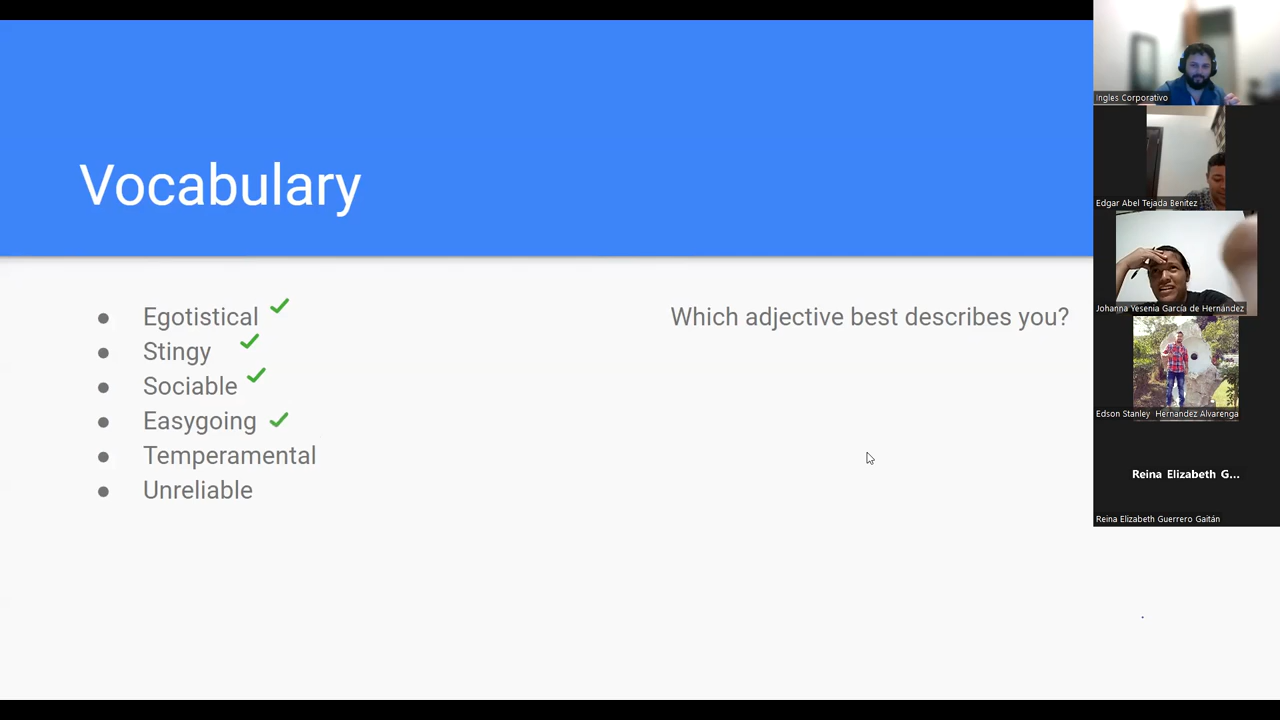 Vocabulary
Egotistical
Stingy
Sociable
Easygoing
Temperamental
Unreliable
Which adjective best describes you?
Ingles Corporativo
Edgar Abel Tejada Benitez
Johanna Yesenia García de Hernández
Edson Stanley Hernandez Alvarenga
Reina Elizabeth G...
Reina Elizabeth Guerrero Gaitán